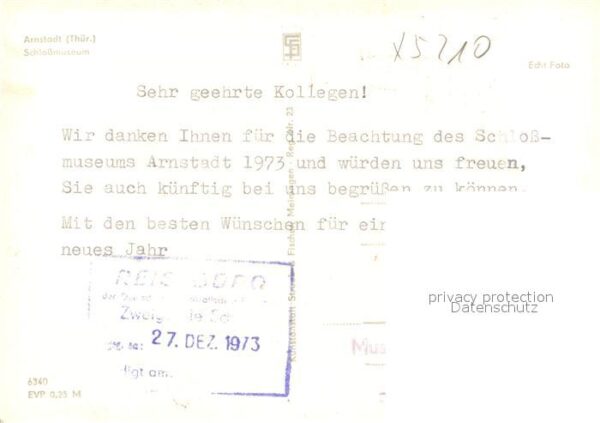 Arnstadt (Thür.)
Schloßmuseum
X5210
Echt Foto
Sehr geehrte Kollegen!
Wir danken Ihnen für die Beachtung des Schloß-
museums Arnstadt 1973 und würden uns freuen,
Sie auch künftig bei uns begrüßen zu können.
Mit den besten Wünschen für ein
neues Jahr
27. DEZ. 1973
privacy protection
Datenschutz
Mus
6340
EVP 0,25 M